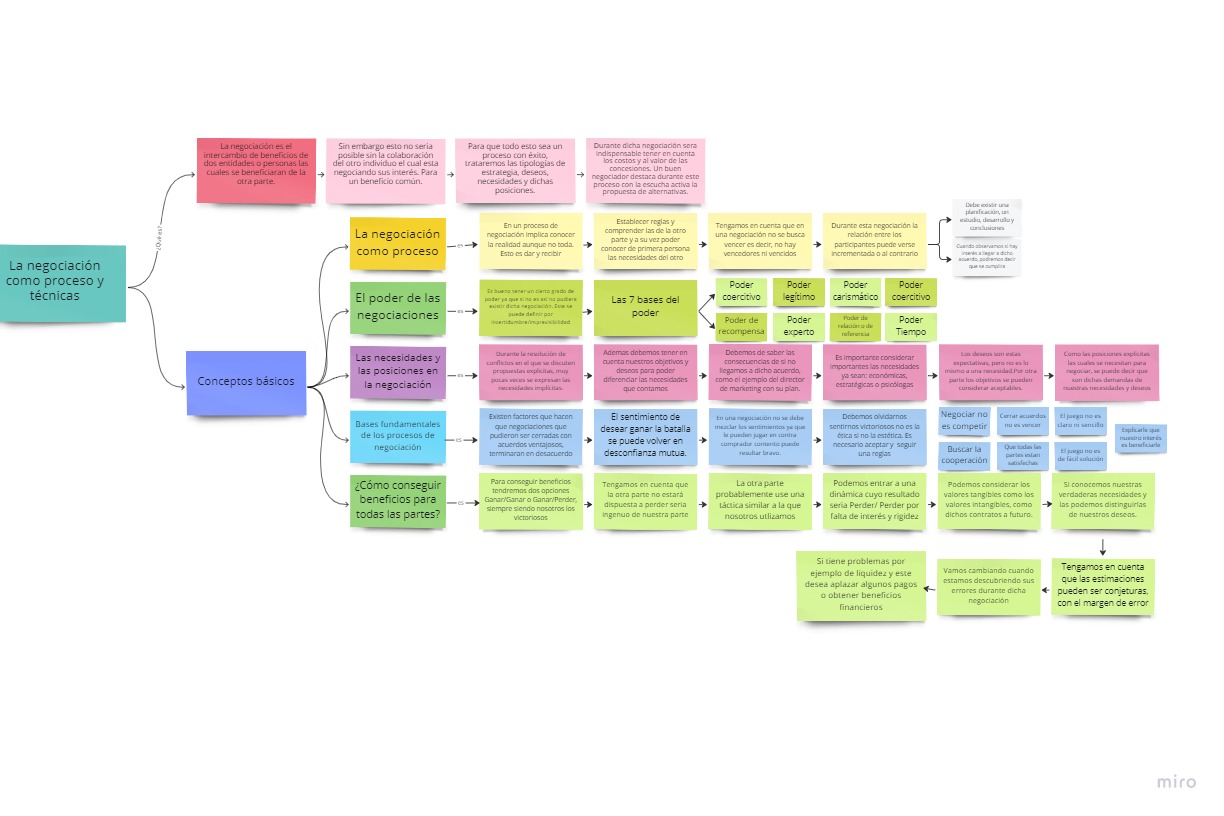 La negociación es el
intercambio de beneficios de
dos entidades o personas las
cuales se beneficiaran de la
otra parte.
Sin embargo esto no seria
posible sin la colaboración
del otro individuo el cual esta
negociando sus interés. Para
un beneficio común.
Para que todo esto sea un
proceso con éxito,
trataremos las tipologías de
estrategia, deseos,
necesidades y dichas
posiciones.
Durante dicha negociación sera
indispensable tener en cuenta
los costos y al valor de las
concesiones. Un buen
negociador destaca durante este
proceso con la escucha activa la
propuesta de alternativas.
¿Qué es?
La negociación
como proceso y
técnicas
Conceptos básicos
La negociación
como proceso
es
En un proceso de
negociación implica conocer
la realidad aunque no toda.
Esto es dar y recibir
Establecer reglas y
comprender las de la otra
parte y a su vez poder
conocer de primera persona
las necesidades del otro
Tengamos en cuenta que en
una negociación no se busca
vencer es decir, no hay
vencedores ni vencidos
Durante esta negociación la
relación entre los
participantes puede verse
incrementada o al contrario
Debe existir una
planificación, un
estudio, desarrollo y
conclusiones
Cuando observamos si hay
interés a llegar a dicho
acuerdo, podremos decir
que se cumplira
El poder de las
negociaciones
es
Es bueno tener un cierto grado de
poder ya que si no es así no pudiera
existir dicha negociación. Este se
puede definir por
incertidumbre/imprevisibilidad
Las 7 bases del
poder
Poder
coercitivo
Poder
legítimo
Poder
carismático
Poder
coercitivo
Poder de
recompensa
Poder
experto
Poder de
relación o de
referencia
Poder
Tiempo
Las necesidades y
las posiciones en
la negociación
es
Durante la resolución de
conflictos en el que se discuten
propuestas explicitas, muy
pocas veces se expresan las
necesidades implícitas.
Ademas debemos tener en
cuenta nuestros objetivos y
deseos para poder
diferenciar las necesidades
que contamos
Debemos de saber las
consecuencias de si no
llegamos a dicho acuerdo,
como el ejemplo del director
de marketing con su plan.
Es importante considerar
importantes las necesidades
ya sean: económicas,
estratégicas o psicólogas
Los deseos son estas
expectativas, pero no es lo
mismo a una necesidad.Por otra
parte los objetivos se pueden
considerar aceptables.
Como las posiciones explicitas
las cuales se necesitan para
negociar, se puede decir que
son dichas demandas de
nuestras necesidades y deseos
Bases fundamentales
de los procesos de
negociación
es
Existen factores que hacen
que negociaciones que
pudieron ser cerradas con
acuerdos ventajosos,
terminaran en desacuerdo
El sentimiento de
desear ganar la batalla
se puede volver en
desconfianza mutua.
En una negociación no se debe
mezclar los sentimientos ya que
le pueden jugar en contra
comprador contento puede
resultar bravo.
Debemos olvidarnos
sentirnos victoriosos no es la
ética si no la estética. Es
necesario aceptar y seguir
una reglas
Negociar no
es competir
Cerrar acuerdos
no es vencer
El juego no es
claro ni sencillo
Buscar la
cooperación
Que todas las
partes estan
satisfechas
El juego no es
de fácil solución
Explicarle que
nuestro interés
es beneficiarle
¿Cómo conseguir
beneficios para
todas las partes?
es
Para conseguir beneficios
tendremos dos opciones
Ganar/Ganar o Ganar/Perder,
siempre siendo nosotros los
victoriosos
Tengamos en cuenta que
la otra parte no estará
dispuesta a perder seria
ingenuo de nuestra parte
La otra parte
probablemente use una
táctica similar a la que
nosotros utlizamos
Podemos entrar a una
dinámica cuyo resultado
seria Perder/ Perder por
falta de interés y rigidez
Podemos considerar los
valores tangibles como los
valores intangibles, como
dichos contratos a futuro.
Si conocemos nuestras
verdaderas necesidades y
las podemos distinguirlas
de nuestros deseos.
Tengamos en cuenta
que las estimaciones
pueden ser conjeturas,
con el margen de error
Vamos cambiando cuando
estamos descubriendo sus
errores durante dicha
negociación
Si tiene problemas por
ejemplo de liquidez y este
desea aplazar algunos pagos
o obtener beneficios
financieros
miro